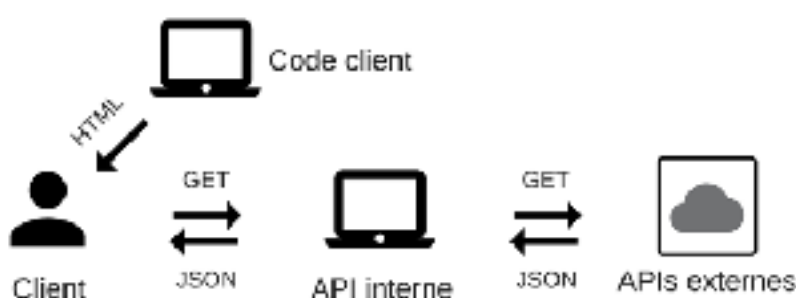 Code client
HTML
GET
GET
JSON
JSON
Client
API interne
APIs externes